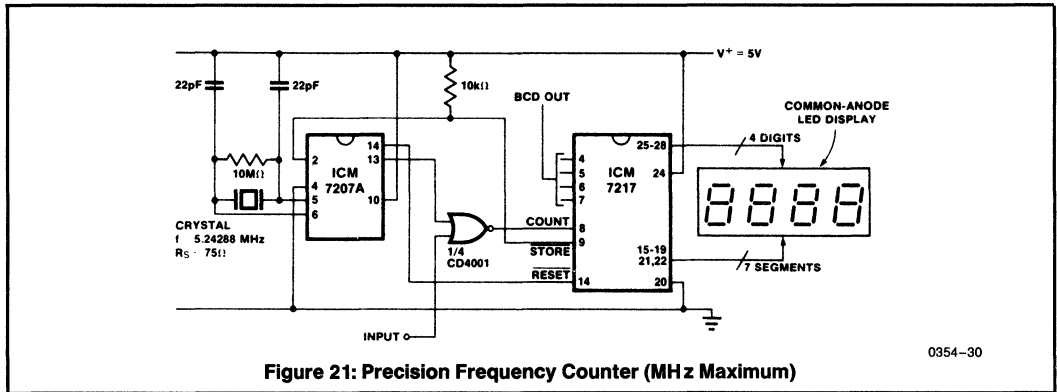 V+ = 5V
22pF
22pF
10kΩ
BCD OUT
COMMON-ANODE
LED DISPLAY
4 DIGITS
10MΩ
2
4
5
6
14
13
10
ICM
7207A
CRYSTAL
f 5.24288 MHz
RS · 75Ω
1/4
CD4001
COUNT
STORE
RESET
4
5
6
7
8
9
14
ICM
7217
25-28
24
15-19
21,22
20
7 SEGMENTS
INPUT
0354-30
Figure 21: Precision Frequency Counter (MHz Maximum)